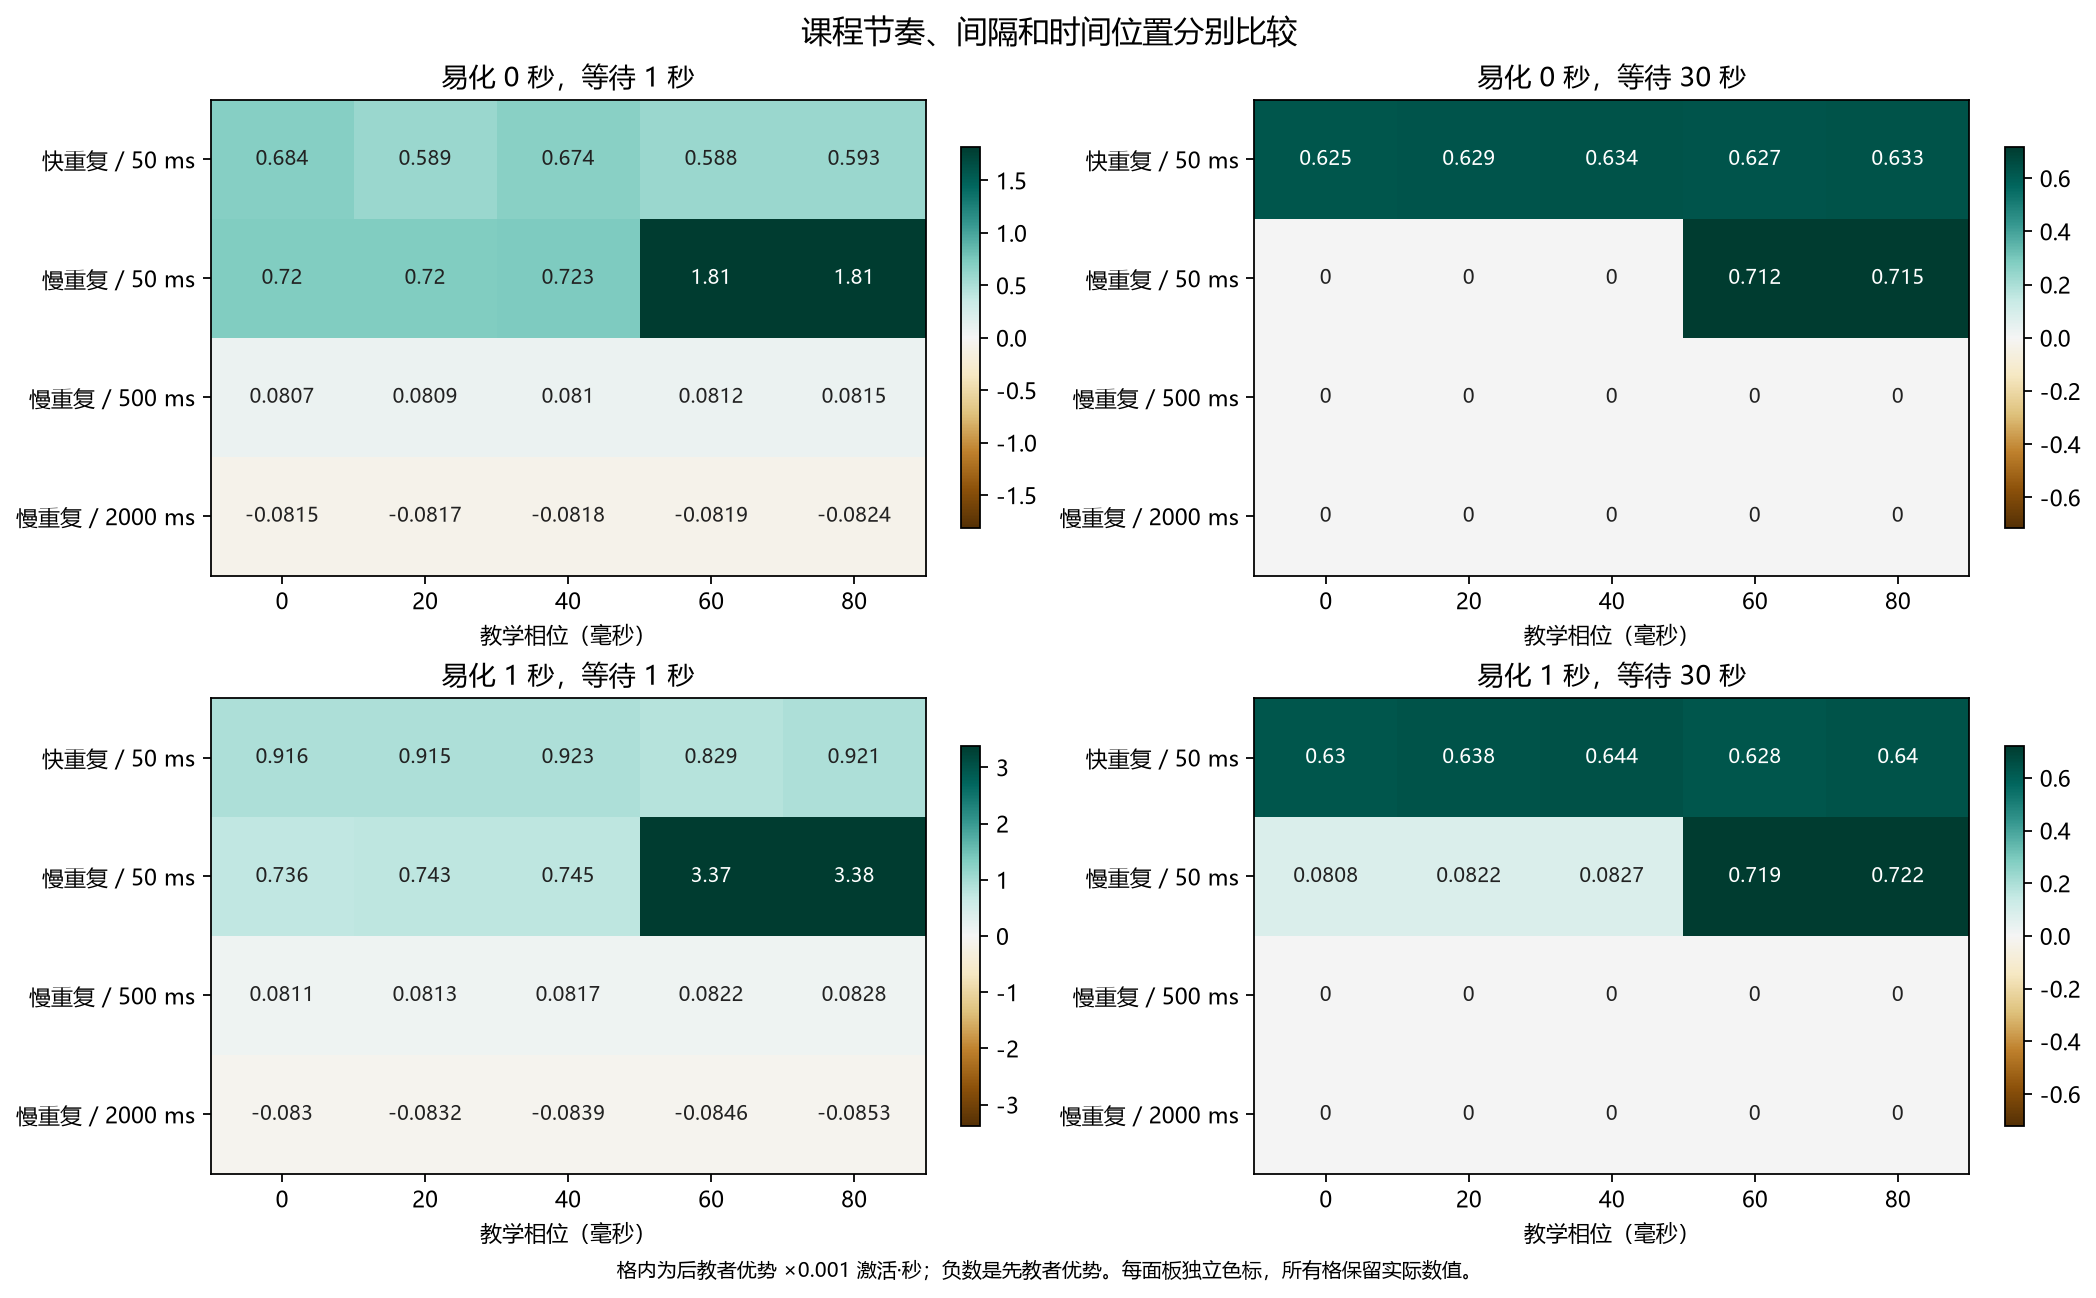 课程节奏、间隔和时间位置分别比较
易化 0 秒，等待 1 秒
快重复 / 50 ms
0.684 0.589 0.674 0.588 0.593
慢重复 / 50 ms
0.72 0.72 0.723 1.81 1.81
慢重复 / 500 ms
0.0807 0.0809 0.081 0.0812 0.0815
慢重复 / 2000 ms
-0.0815 -0.0817 -0.0818 -0.0819 -0.0824
0 20 40 60 80
教学相位（毫秒）
1.5
1.0
0.5
0.0
-0.5
-1.0
-1.5
易化 0 秒，等待 30 秒
快重复 / 50 ms
0.625 0.629 0.634 0.627 0.633
慢重复 / 50 ms
0 0 0 0.712 0.715
慢重复 / 500 ms
0 0 0 0 0
慢重复 / 2000 ms
0 0 0 0 0
0 20 40 60 80
教学相位（毫秒）
0.6
0.4
0.2
0.0
-0.2
-0.4
-0.6
易化 1 秒，等待 1 秒
快重复 / 50 ms
0.916 0.915 0.923 0.829 0.921
慢重复 / 50 ms
0.736 0.743 0.745 3.37 3.38
慢重复 / 500 ms
0.0811 0.0813 0.0817 0.0822 0.0828
慢重复 / 2000 ms
-0.083 -0.0832 -0.0839 -0.0846 -0.0853
0 20 40 60 80
教学相位（毫秒）
3
2
1
0
-1
-2
-3
易化 1 秒，等待 30 秒
快重复 / 50 ms
0.63 0.638 0.644 0.628 0.64
慢重复 / 50 ms
0.0808 0.0822 0.0827 0.719 0.722
慢重复 / 500 ms
0 0 0 0 0
慢重复 / 2000 ms
0 0 0 0 0
0 20 40 60 80
教学相位（毫秒）
0.6
0.4
0.2
0.0
-0.2
-0.4
-0.6
格内为后教者优势 ×0.001 激活·秒；负数是先教者优势。每面板独立色标，所有格保留实际数值。